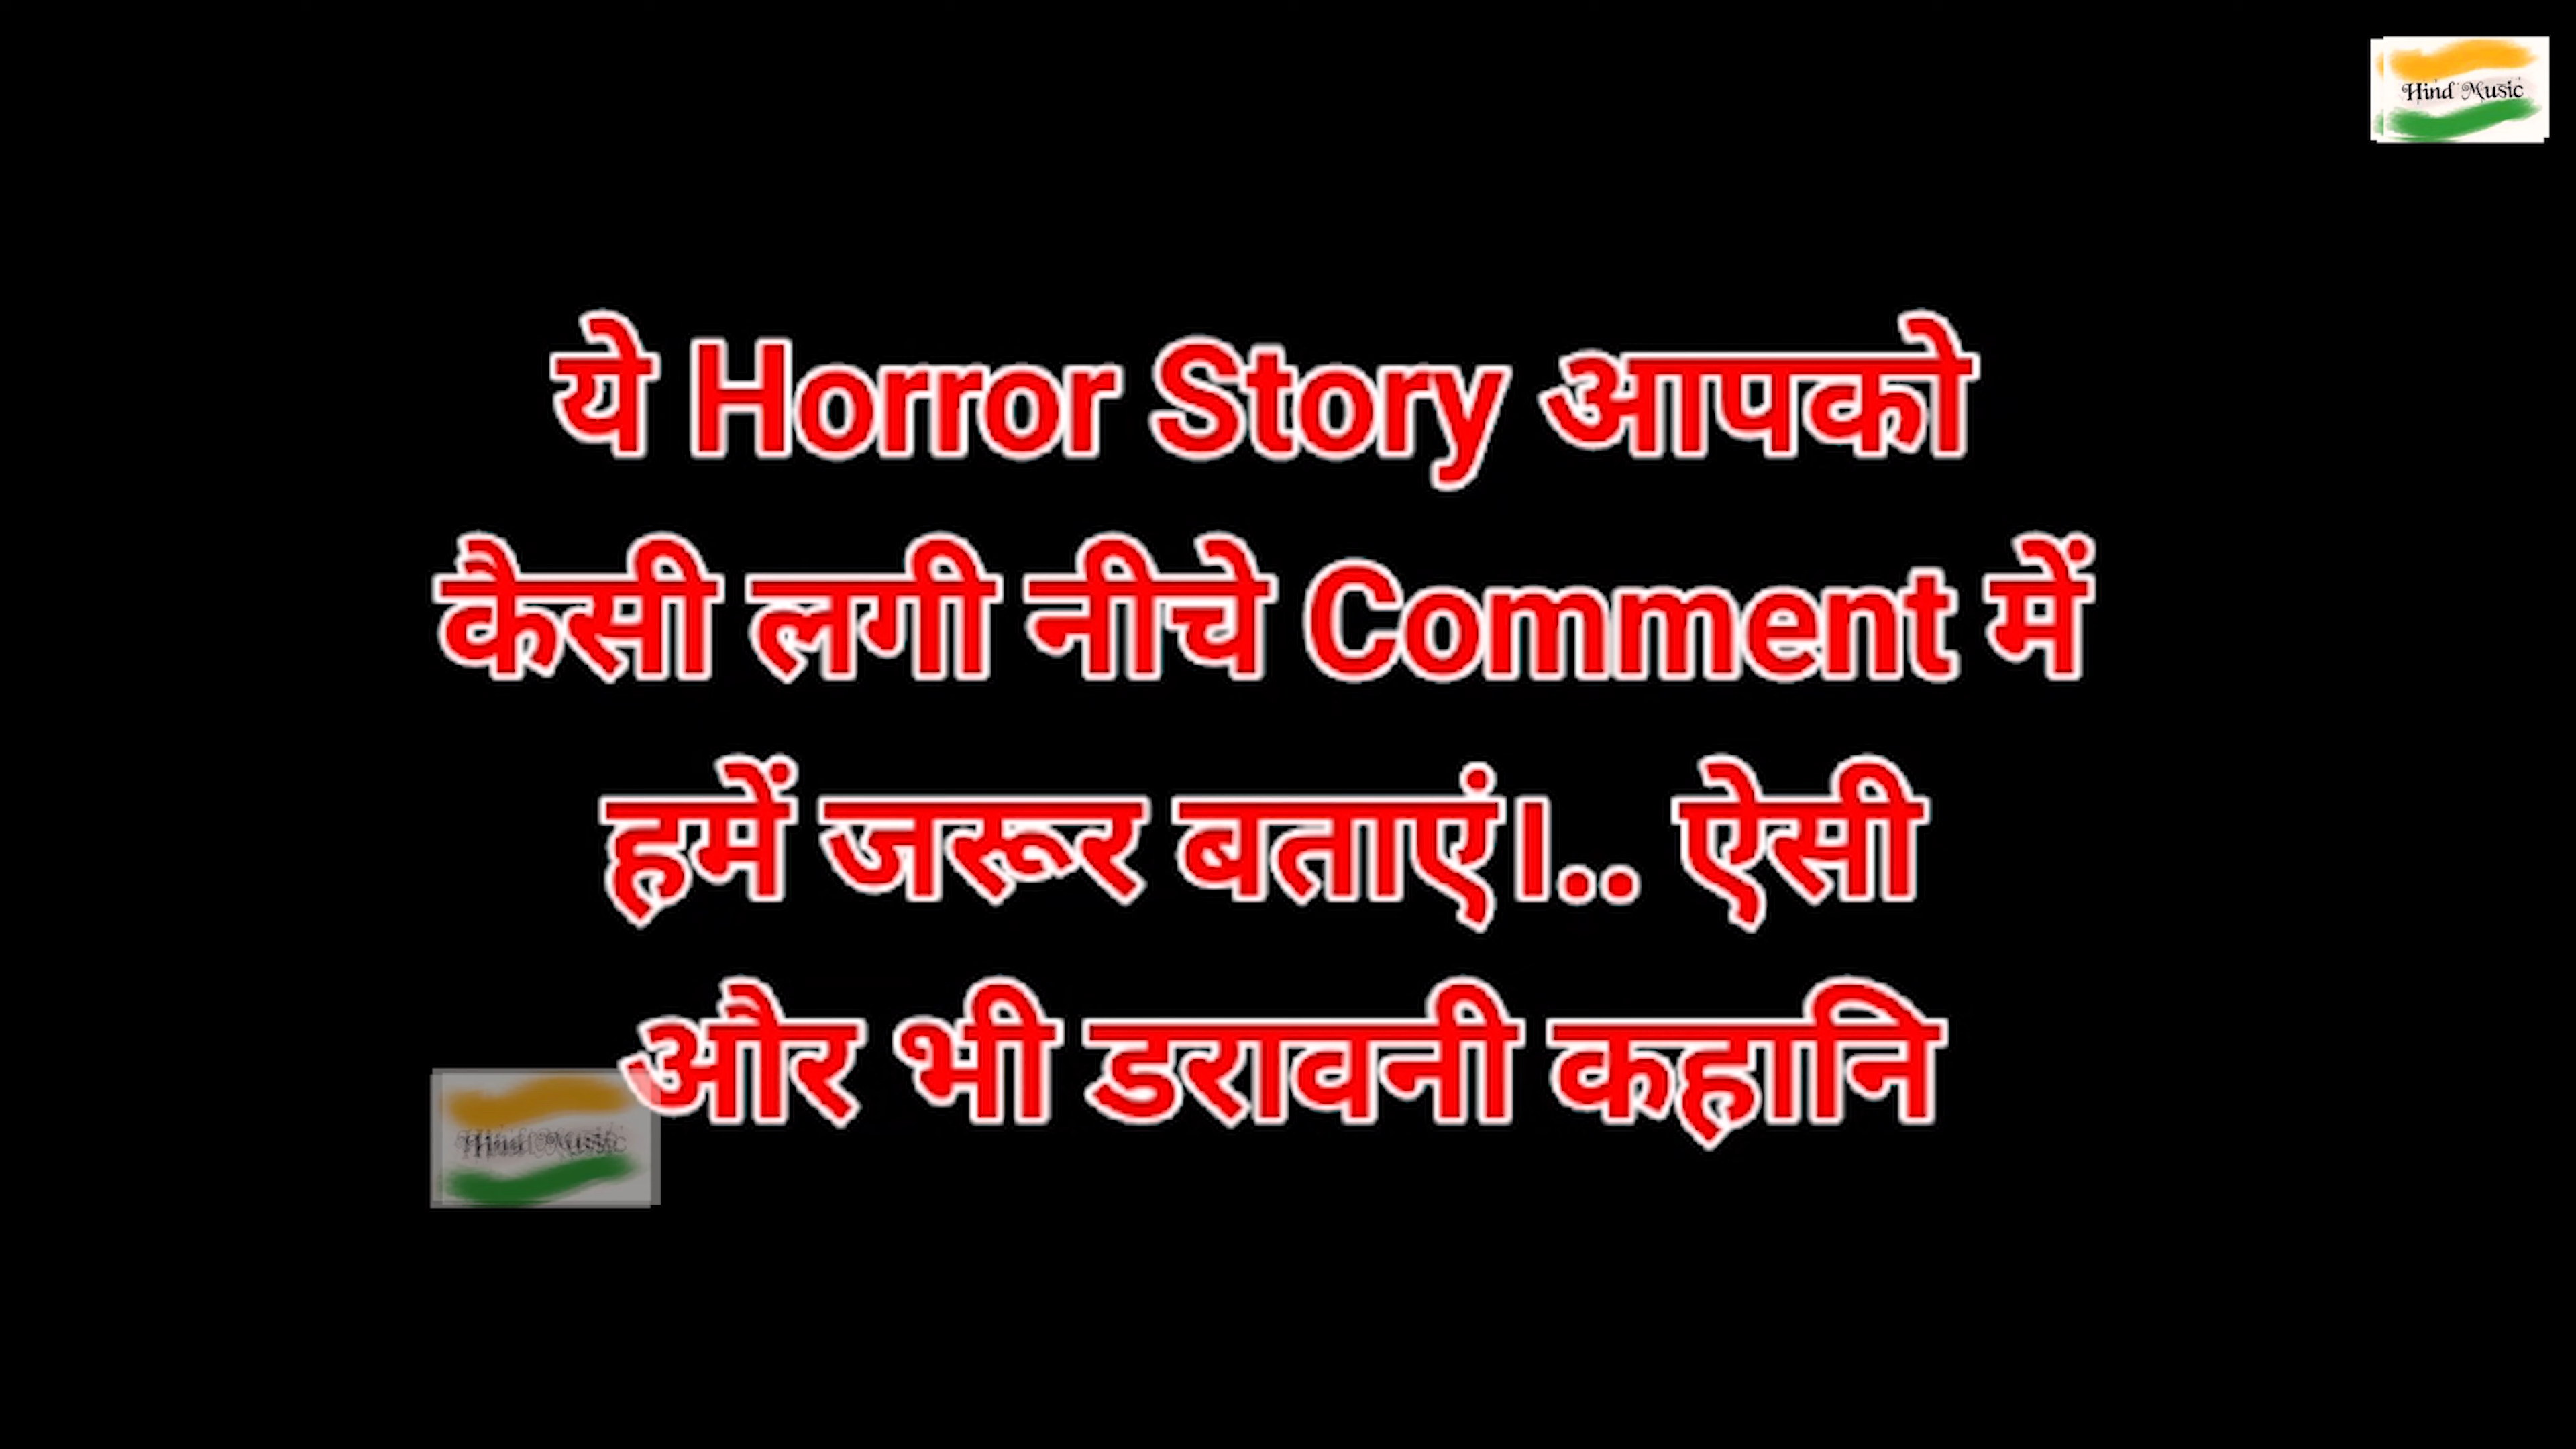 Hind Music
ये Horror Story आपको
कैसी लगी नीचे Comment में
हमें जरूर बताएं।.. ऐसी
और भी डरावनी कहानि